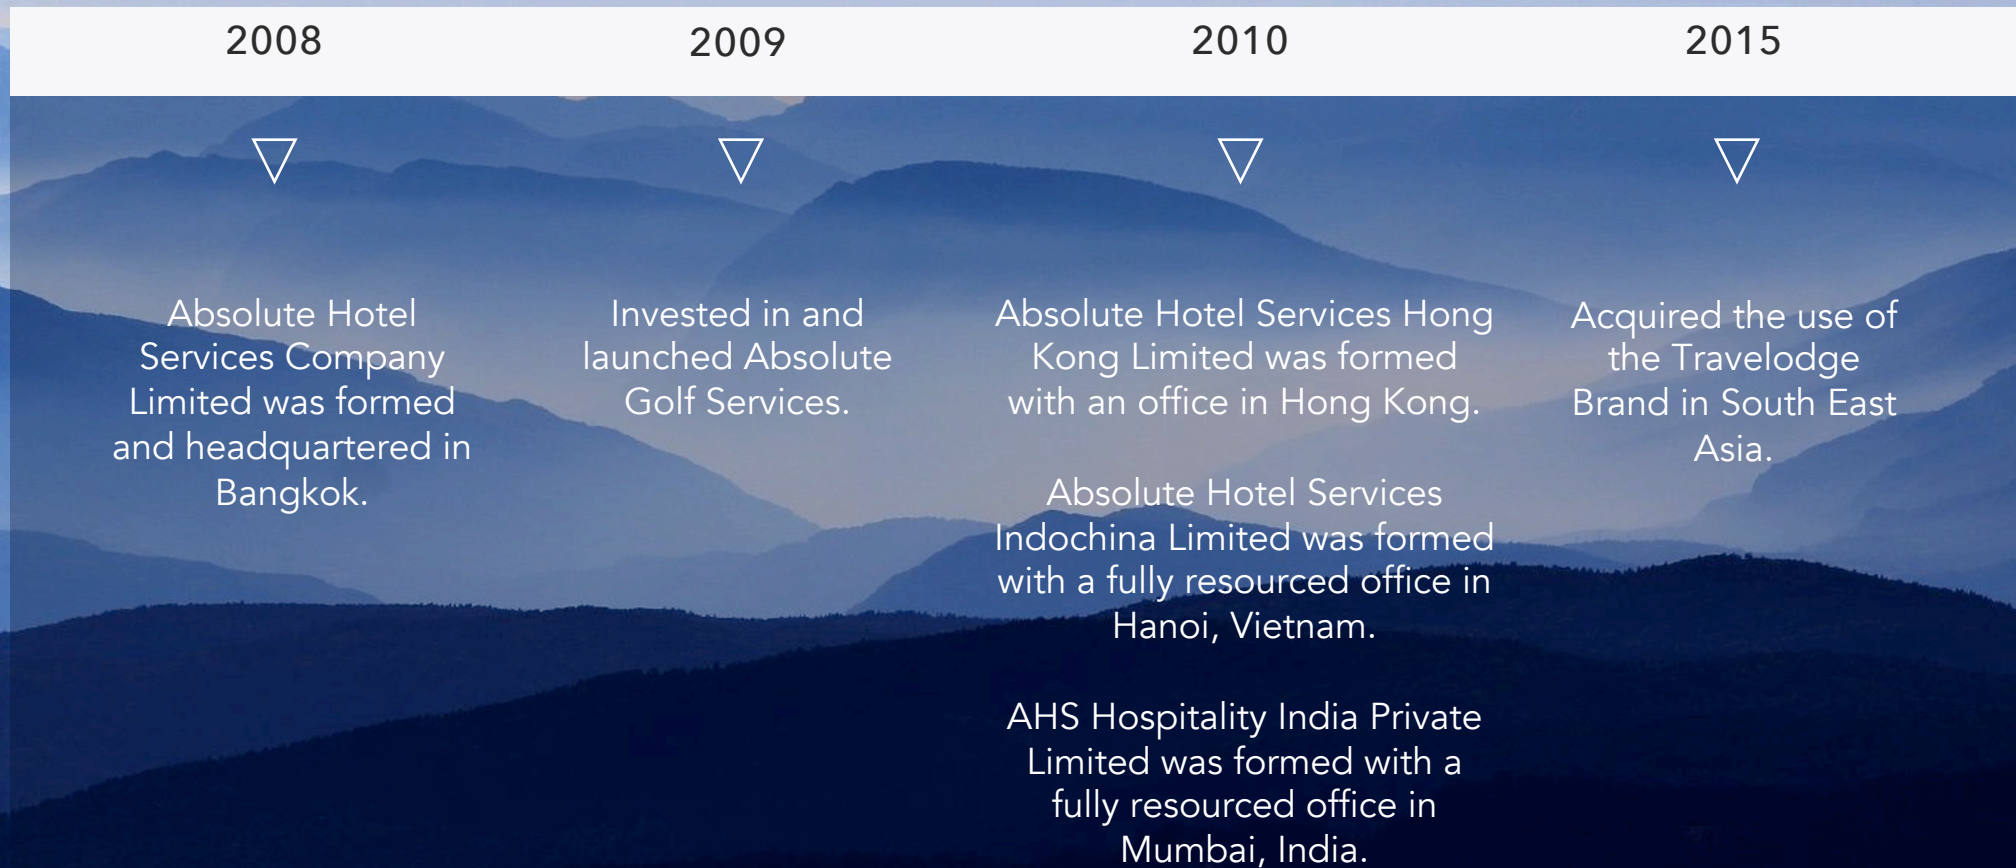 2008
Absolute Hotel
Services Company
Limited was formed
and headquartered in
Bangkok.
2009
Invested in and
launched Absolute
Golf Services.
2010
Absolute Hotel Services Hong
Kong Limited was formed
with an office in Hong Kong.
Absolute Hotel Services
Indochina Limited was formed
with a fully resourced office in
Hanoi, Vietnam.
AHS Hospitality India Private
Limited was formed with a
fully resourced office in
Mumbai, India.
2015
Acquired the use of
the Travelodge
Brand in South East
Asia.